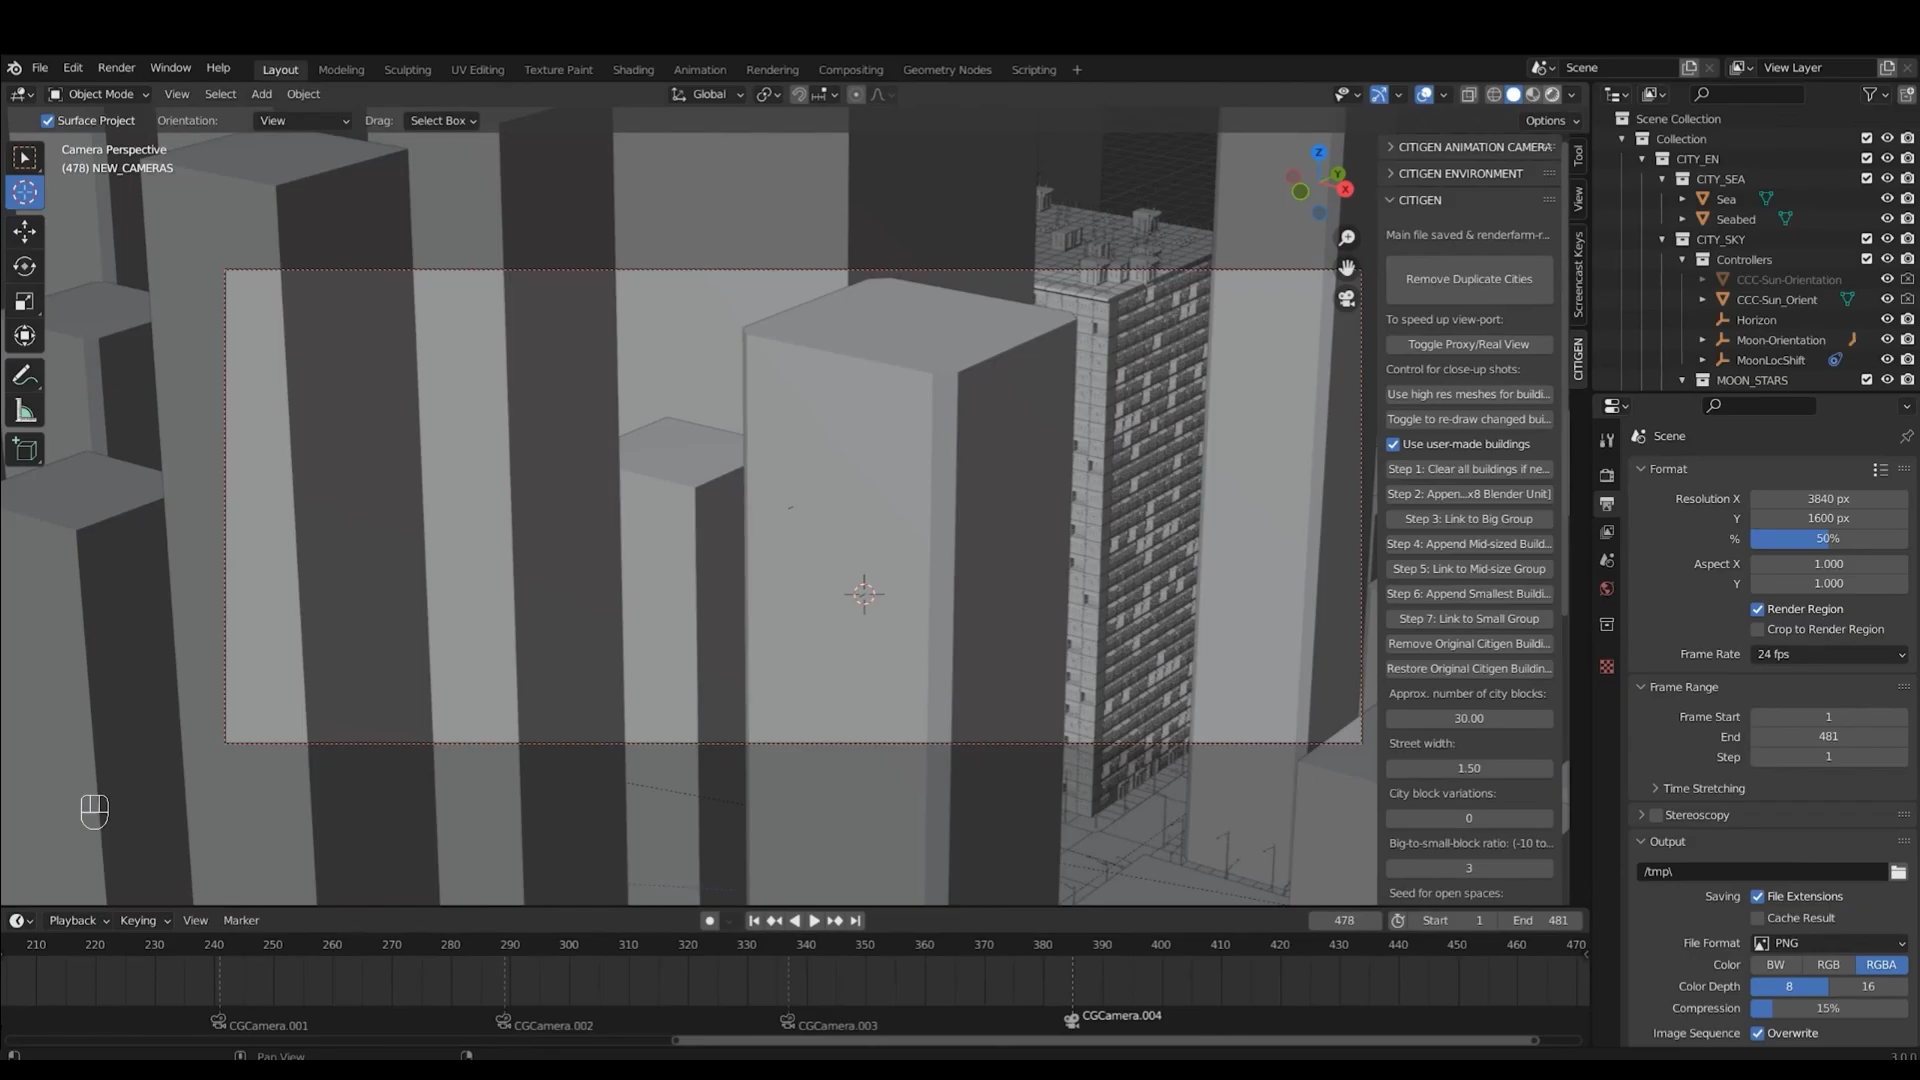 File Edit Render Window Help Layout Modeling Sculpting UV Editing Texture Paint Shading Animation Rendering Compositing Geometry Nodes Scripting + Scene View Layer
Object Mode View Select Add Object Global
Surface Project Orientation: View Drag: Select Box Options
Camera Perspective
(478) NEW_CAMERAS
Z
Y
X
CITIGEN ANIMATION CAMERA
CITIGEN ENVIRONMENT
CITIGEN
Main file saved & renderfarm-r...
Remove Duplicate Cities
To speed up view-port:
Toggle Proxy/Real View
Control for close-up shots:
Use high res meshes for buildi...
Toggle to re-draw changed bui...
Use user-made buildings
Step 1: Clear all buildings if ne...
Step 2: Appen...x8 Blender Unit]
Step 3: Link to Big Group
Step 4: Append Mid-sized Build...
Step 5: Link to Mid-size Group
Step 6: Append Smallest Buildi...
Step 7: Link to Small Group
Remove Original Citigen Buildi...
Restore Original Citigen Buildin...
Approx. number of city blocks:
30.00
Street width:
1.50
City block variations:
0
Big-to-small-block ratio: (-10 to...
3
Seed for open spaces:
Tool
View
Screencast Keys
CITIGEN
Scene Collection
Collection
CITY_EN
CITY_SEA
Sea
Seabed
CITY_SKY
Controllers
CCC-Sun-Orientation
CCC-Sun_Orient
Horizon
Moon-Orientation
MoonLocShift
MOON_STARS
Scene
Format
Resolution X 3840 px
Y 1600 px
% 50%
Aspect X 1.000
Y 1.000
Render Region
Crop to Render Region
Frame Rate 24 fps
Frame Range
Frame Start 1
End 481
Step 1
Time Stretching
Stereoscopy
Output
/tmp\
Saving File Extensions
Cache Result
File Format PNG
Color BW RGB RGBA
Color Depth 8 16
Compression 15%
Image Sequence Overwrite
Playback Keying View Marker 478 Start 1 End 481
210 220 230 240 250 260 270 280 290 300 310 320 330 340 350 360 370 380 390 400 410 420 430 440 450 460 470
CGCamera.001 CGCamera.002 CGCamera.003 CGCamera.004
Pan View
3.0.0